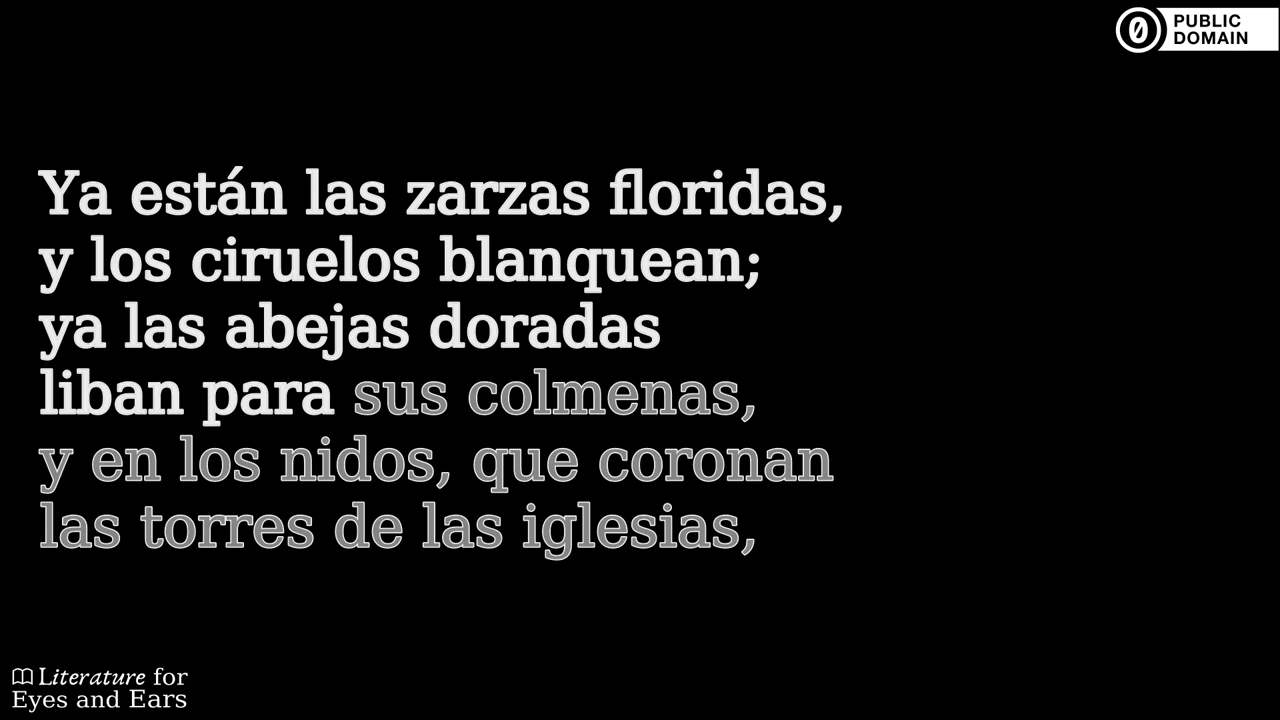 PUBLIC
DOMAIN
Ya están las zarzas floridas,
y los ciruelos blanquean;
ya las abejas doradas
liban para sus colmenas,
y en los nidos, que coronan
las torres de las iglesias,
Literature for
Eyes and Ears